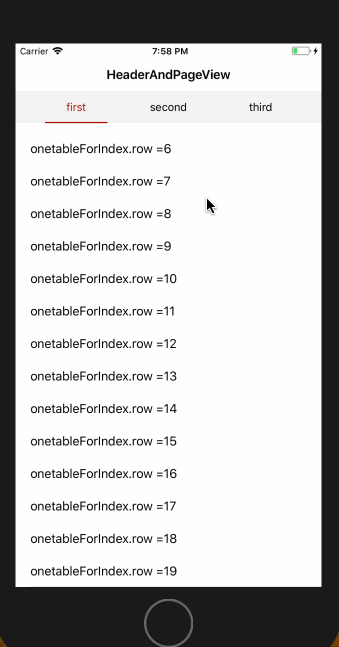 Carrier 7:58 PM
HeaderAndPageView
first second third
onetableForIndex.row =6
onetableForIndex.row =7
onetableForIndex.row =8
onetableForIndex.row =9
onetableForIndex.row =10
onetableForIndex.row =11
onetableForIndex.row =12
onetableForIndex.row =13
onetableForIndex.row =14
onetableForIndex.row =15
onetableForIndex.row =16
onetableForIndex.row =17
onetableForIndex.row =18
onetableForIndex.row =19